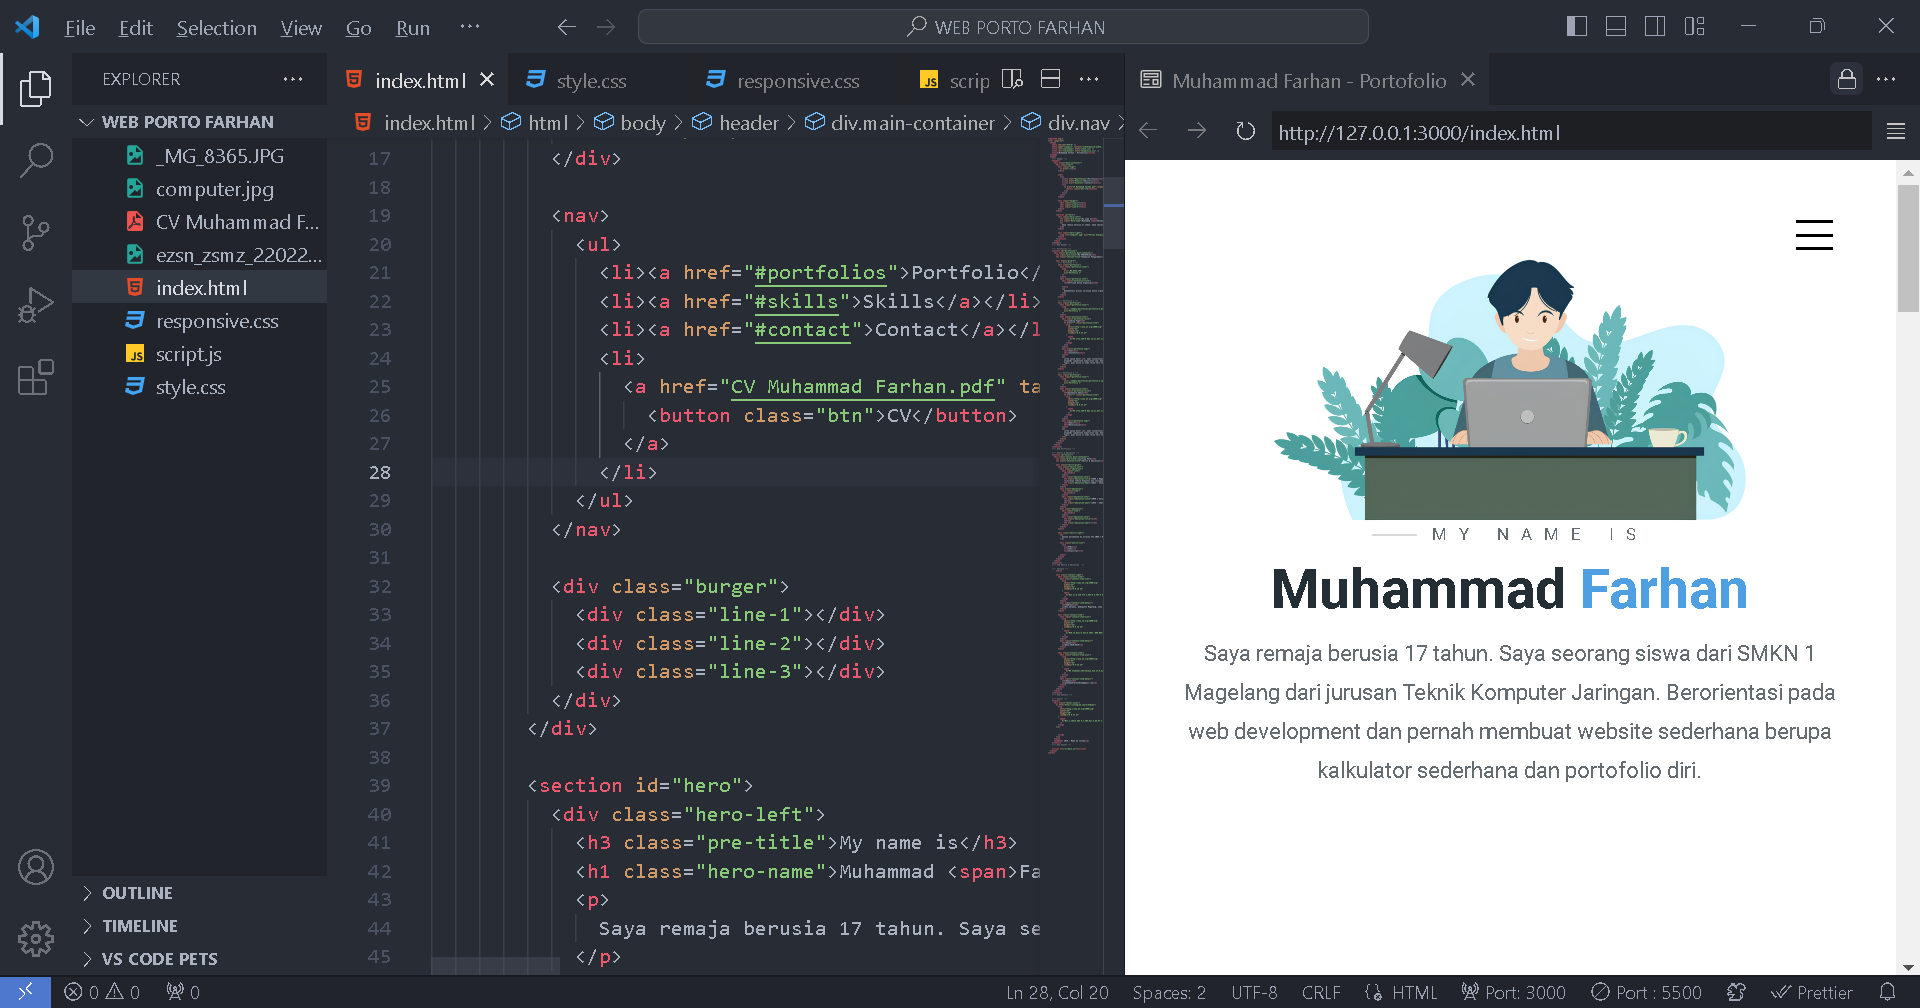 File Edit Selection View Go Run ···
WEB PORTO FARHAN
EXPLORER
WEB PORTO FARHAN
_MG_8365.JPG
computer.jpg
CV Muhammad F...
ezsn_zsmz_22022...
index.html
responsive.css
script.js
style.css
OUTLINE
TIMELINE
VS CODE PETS
index.html style.css responsive.css scrip
index.html > html > body > header > div.main-container > div.nav >
17 </div>
18
19 <nav>
20 <ul>
21 <li><a href="#portfolios">Portfolio</
22 <li><a href="#skills">Skills</a></li>
23 <li><a href="#contact">Contact</a></l
24 <li>
25 <a href="CV Muhammad Farhan.pdf" ta
26 <button class="btn">CV</button>
27 </a>
28 </li>
29 </ul>
30 </nav>
31
32 <div class="burger">
33 <div class="line-1"></div>
34 <div class="line-2"></div>
35 <div class="line-3"></div>
36 </div>
37 </div>
38
39 <section id="hero">
40 <div class="hero-left">
41 <h3 class="pre-title">My name is</h3>
42 <h1 class="hero-name">Muhammad <span>Fa
43 <p>
44 Saya remaja berusia 17 tahun. Saya se
45 </p>
Muhammad Farhan - Portofolio
http://127.0.0.1:3000/index.html
MY NAME IS
Muhammad Farhan
Saya remaja berusia 17 tahun. Saya seorang siswa dari SMKN 1
Magelang dari jurusan Teknik Komputer Jaringan. Berorientasi pada
web development dan pernah membuat website sederhana berupa
kalkulator sederhana dan portofolio diri.
0 0 0
Ln 28, Col 20 Spaces: 2 UTF-8 CRLF HTML Port: 3000 Port : 5500 Prettier